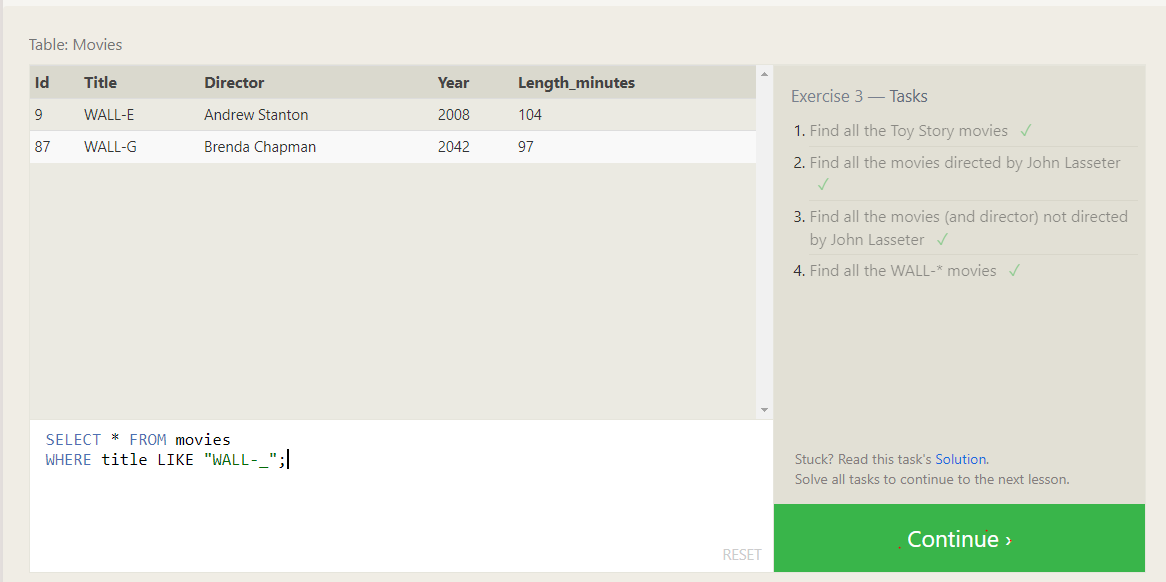 Table: Movies
Id Title Director Year Length_minutes
9 WALL-E Andrew Stanton 2008 104
87 WALL-G Brenda Chapman 2042 97
SELECT * FROM movies
WHERE title LIKE "WALL-_";
RESET
Exercise 3 — Tasks
1. Find all the Toy Story movies ✓
2. Find all the movies directed by John Lasseter
✓
3. Find all the movies (and director) not directed
by John Lasseter ✓
4. Find all the WALL-* movies ✓
Stuck? Read this task's Solution.
Solve all tasks to continue to the next lesson.
Continue ›